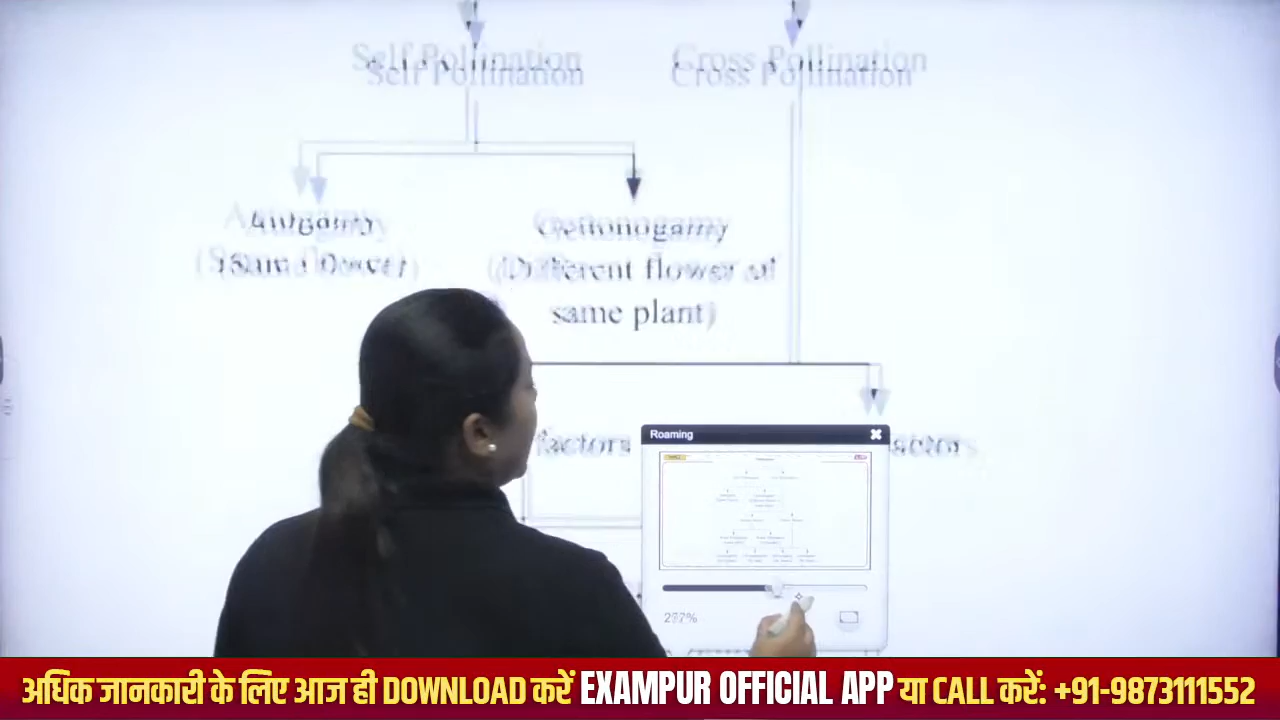 Self Pollination
Cross Pollination
Autogamy
Geitonogamy
(Same flower)
(Different flower of
same plant)
factors
Roaming
factors
अधिक जानकारी के लिए आज ही DOWNLOAD करें EXAMPUR OFFICIAL APP या CALL करें: +91-9873111552